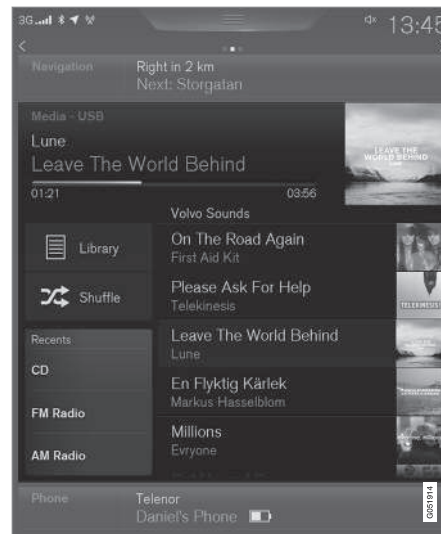 3G 13:45
Navigation
Right in 2 km
Next: Storgatan
Media - USB
Lune
Leave The World Behind
01:21 03:56
LEAVE THE
WORLD BEHIND
Volvo Sounds
Library
Shuffle
On The Road Again
First Aid Kit
Please Ask For Help
Telekinesis
TELEKINESIS
Leave The World Behind
Lune
En Flyktig Kärlek
Markus Hasselblom
Millions
Evryone
Recents
CD
FM Radio
AM Radio
Phone
Telenor
Daniel's Phone
G051914